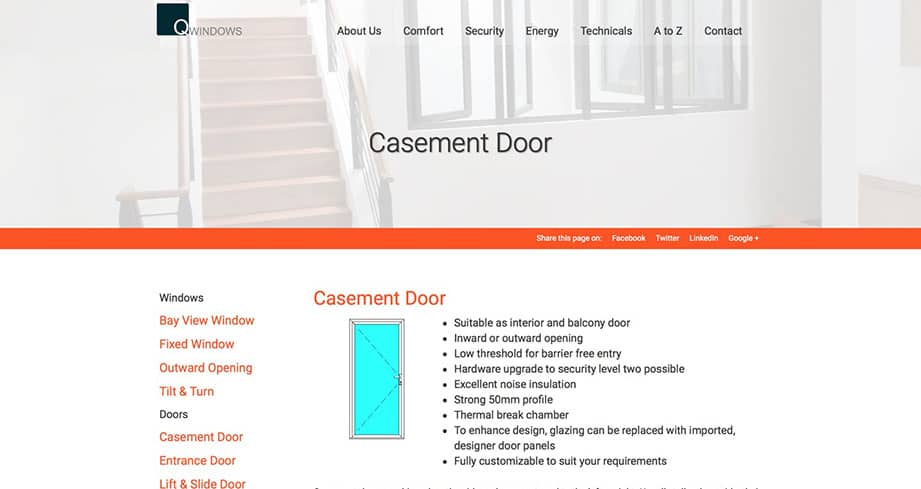 QWINDOWS
About Us Comfort Security Energy Technicals A to Z Contact
Casement Door
Share this page on: Facebook Twitter LinkedIn Google +
Windows
Bay View Window
Fixed Window
Outward Opening
Tilt & Turn
Doors
Casement Door
Entrance Door
Lift & Slide Door
Casement Door
• Suitable as interior and balcony door
• Inward or outward opening
• Low threshold for barrier free entry
• Hardware upgrade to security level two possible
• Excellent noise insulation
• Strong 50mm profile
• Thermal break chamber
• To enhance design, glazing can be replaced with imported,
designer door panels
• Fully customizable to suit your requirements